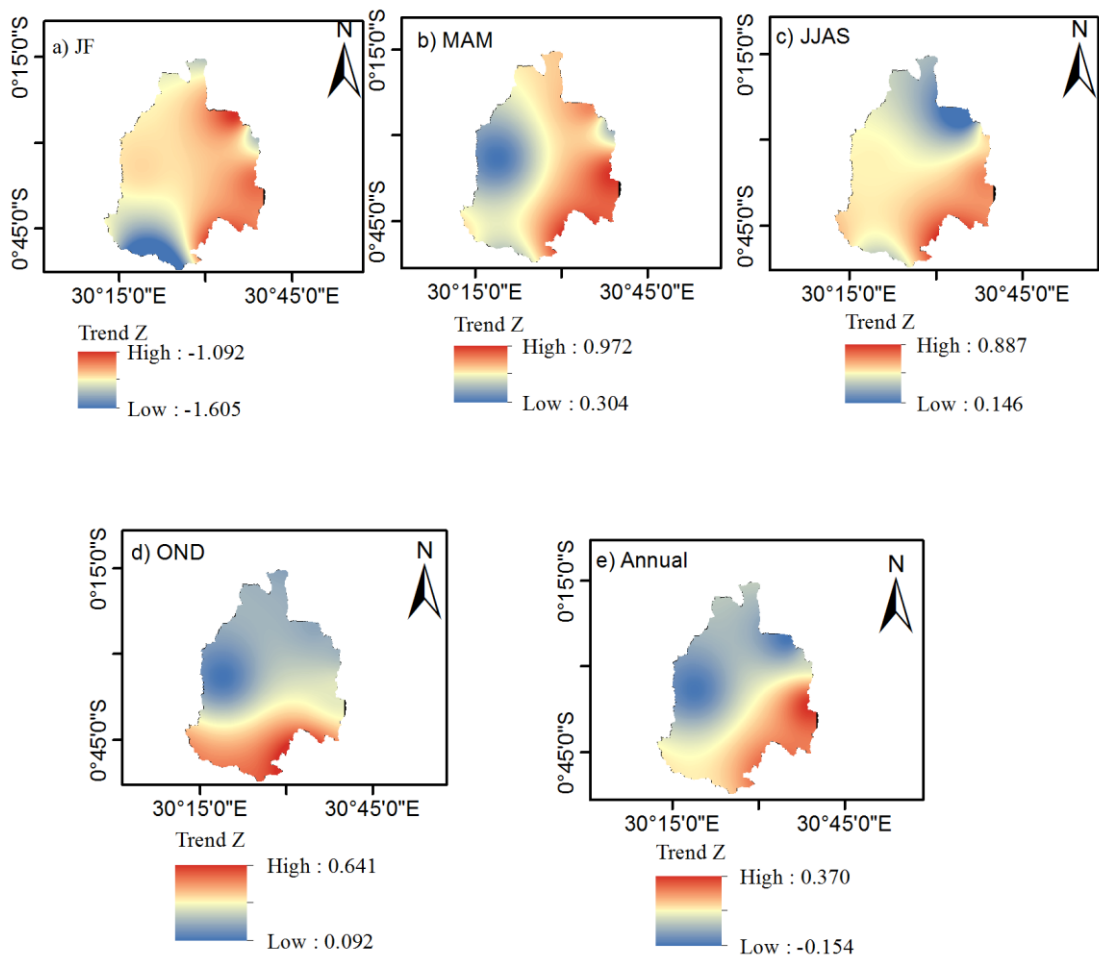 a) JF
N
0°15'0"S
0°45'0"S
30°15'0"E
30°45'0"E
Trend Z
High : -1.092
Low : -1.605
b) MAM
N
0°15'0"S
0°45'0"S
30°15'0"E
30°45'0"E
Trend Z
High : 0.972
Low : 0.304
c) JJAS
N
0°15'0"S
0°45'0"S
30°15'0"E
30°45'0"E
Trend Z
High : 0.887
Low : 0.146
d) OND
N
0°15'0"S
0°45'0"S
30°15'0"E
30°45'0"E
Trend Z
High : 0.641
Low : 0.092
e) Annual
N
0°15'0"S
0°45'0"S
30°15'0"E
30°45'0"E
Trend Z
High : 0.370
Low : -0.154